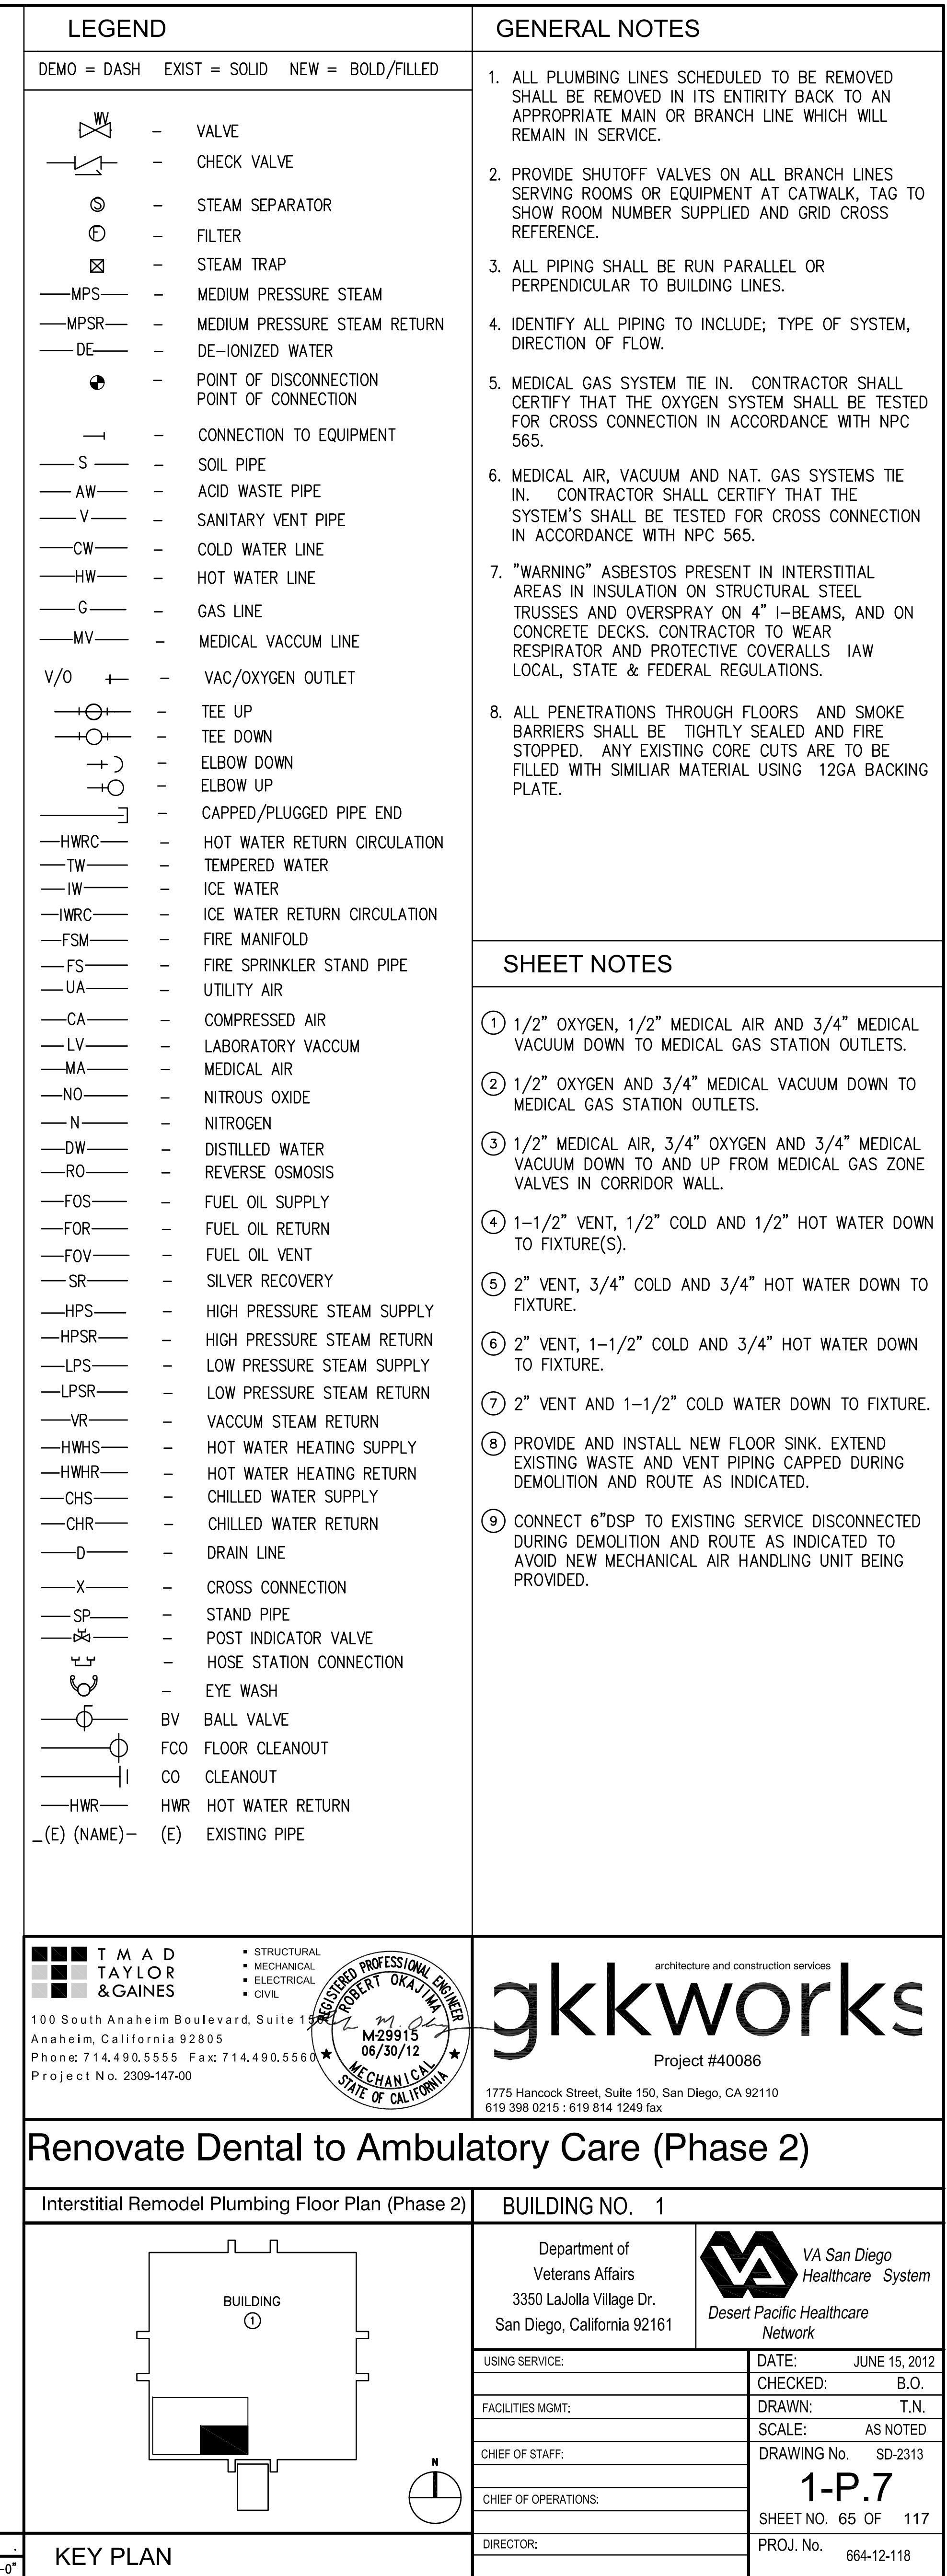 LEGEND
DEMO = DASH EXIST = SOLID NEW = BOLD/FILLED
WV – VALVE
– CHECK VALVE
S – STEAM SEPARATOR
F – FILTER
– STEAM TRAP
MPS – MEDIUM PRESSURE STEAM
MPSR – MEDIUM PRESSURE STEAM RETURN
DE – DE-IONIZED WATER
– POINT OF DISCONNECTION
POINT OF CONNECTION
– CONNECTION TO EQUIPMENT
S – SOIL PIPE
AW – ACID WASTE PIPE
V – SANITARY VENT PIPE
CW – COLD WATER LINE
HW – HOT WATER LINE
G – GAS LINE
MV – MEDICAL VACCUM LINE
V/O – VAC/OXYGEN OUTLET
– TEE UP
– TEE DOWN
– ELBOW DOWN
– ELBOW UP
– CAPPED/PLUGGED PIPE END
HWRC – HOT WATER RETURN CIRCULATION
TW – TEMPERED WATER
IW – ICE WATER
IWRC – ICE WATER RETURN CIRCULATION
FSM – FIRE MANIFOLD
FS – FIRE SPRINKLER STAND PIPE
UA – UTILITY AIR
CA – COMPRESSED AIR
LV – LABORATORY VACCUM
MA – MEDICAL AIR
NO – NITROUS OXIDE
N – NITROGEN
DW – DISTILLED WATER
RO – REVERSE OSMOSIS
FOS – FUEL OIL SUPPLY
FOR – FUEL OIL RETURN
FOV – FUEL OIL VENT
SR – SILVER RECOVERY
HPS – HIGH PRESSURE STEAM SUPPLY
HPSR – HIGH PRESSURE STEAM RETURN
LPS – LOW PRESSURE STEAM SUPPLY
LPSR – LOW PRESSURE STEAM RETURN
VR – VACCUM STEAM RETURN
HWHS – HOT WATER HEATING SUPPLY
HWHR – HOT WATER HEATING RETURN
CHS – CHILLED WATER SUPPLY
CHR – CHILLED WATER RETURN
D – DRAIN LINE
X – CROSS CONNECTION
SP – STAND PIPE
– POST INDICATOR VALVE
– HOSE STATION CONNECTION
– EYE WASH
BV BALL VALVE
FCO FLOOR CLEANOUT
CO CLEANOUT
HWR HWR HOT WATER RETURN
_(E) (NAME)– (E) EXISTING PIPE
GENERAL NOTES
1. ALL PLUMBING LINES SCHEDULED TO BE REMOVED
SHALL BE REMOVED IN ITS ENTIRITY BACK TO AN
APPROPRIATE MAIN OR BRANCH LINE WHICH WILL
REMAIN IN SERVICE.
2. PROVIDE SHUTOFF VALVES ON ALL BRANCH LINES
SERVING ROOMS OR EQUIPMENT AT CATWALK, TAG TO
SHOW ROOM NUMBER SUPPLIED AND GRID CROSS
REFERENCE.
3. ALL PIPING SHALL BE RUN PARALLEL OR
PERPENDICULAR TO BUILDING LINES.
4. IDENTIFY ALL PIPING TO INCLUDE; TYPE OF SYSTEM,
DIRECTION OF FLOW.
5. MEDICAL GAS SYSTEM TIE IN. CONTRACTOR SHALL
CERTIFY THAT THE OXYGEN SYSTEM SHALL BE TESTED
FOR CROSS CONNECTION IN ACCORDANCE WITH NPC
565.
6. MEDICAL AIR, VACUUM AND NAT. GAS SYSTEMS TIE
IN. CONTRACTOR SHALL CERTIFY THAT THE
SYSTEM'S SHALL BE TESTED FOR CROSS CONNECTION
IN ACCORDANCE WITH NPC 565.
7. "WARNING" ASBESTOS PRESENT IN INTERSTITIAL
AREAS IN INSULATION ON STRUCTURAL STEEL
TRUSSES AND OVERSPRAY ON 4" I-BEAMS, AND ON
CONCRETE DECKS. CONTRACTOR TO WEAR
RESPIRATOR AND PROTECTIVE COVERALLS IAW
LOCAL, STATE & FEDERAL REGULATIONS.
8. ALL PENETRATIONS THROUGH FLOORS AND SMOKE
BARRIERS SHALL BE TIGHTLY SEALED AND FIRE
STOPPED. ANY EXISTING CORE CUTS ARE TO BE
FILLED WITH SIMILIAR MATERIAL USING 12GA BACKING
PLATE.
SHEET NOTES
1 1/2" OXYGEN, 1/2" MEDICAL AIR AND 3/4" MEDICAL
VACUUM DOWN TO MEDICAL GAS STATION OUTLETS.
2 1/2" OXYGEN AND 3/4" MEDICAL VACUUM DOWN TO
MEDICAL GAS STATION OUTLETS.
3 1/2" MEDICAL AIR, 3/4" OXYGEN AND 3/4" MEDICAL
VACUUM DOWN TO AND UP FROM MEDICAL GAS ZONE
VALVES IN CORRIDOR WALL.
4 1-1/2" VENT, 1/2" COLD AND 1/2" HOT WATER DOWN
TO FIXTURE(S).
5 2" VENT, 3/4" COLD AND 3/4" HOT WATER DOWN TO
FIXTURE.
6 2" VENT, 1-1/2" COLD AND 3/4" HOT WATER DOWN
TO FIXTURE.
7 2" VENT AND 1-1/2" COLD WATER DOWN TO FIXTURE.
8 PROVIDE AND INSTALL NEW FLOOR SINK. EXTEND
EXISTING WASTE AND VENT PIPING CAPPED DURING
DEMOLITION AND ROUTE AS INDICATED.
9 CONNECT 6"DSP TO EXISTING SERVICE DISCONNECTED
DURING DEMOLITION AND ROUTE AS INDICATED TO
AVOID NEW MECHANICAL AIR HANDLING UNIT BEING
PROVIDED.
TMAD
TAYLOR
&GAINES
▪ STRUCTURAL
▪ MECHANICAL
▪ ELECTRICAL
▪ CIVIL
100 South Anaheim Boulevard, Suite
Anaheim, California 92805
Phone: 714.490.5555 Fax: 714.490.5560
Project No. 2309-147-00
REGISTERED PROFESSIONAL ENGINEER
ROBERT OKAJIMA
M-29915
06/30/12
MECHANICAL
STATE OF CALIFORNIA
architecture and construction services
gkkworks
Project #40086
1775 Hancock Street, Suite 150, San Diego, CA 92110
619 398 0215 : 619 814 1249 fax
Renovate Dental to Ambulatory Care (Phase 2)
Interstitial Remodel Plumbing Floor Plan (Phase 2)
BUILDING NO. 1
BUILDING
1
N
KEY PLAN
-0"
Department of
Veterans Affairs
3350 LaJolla Village Dr.
San Diego, California 92161
VA
VA San Diego
Healthcare System
Desert Pacific Healthcare
Network
USING SERVICE:
FACILITIES MGMT:
CHIEF OF STAFF:
CHIEF OF OPERATIONS:
DIRECTOR:
DATE: JUNE 15, 2012
CHECKED: B.O.
DRAWN: T.N.
SCALE: AS NOTED
DRAWING No. SD-2313
1-P.7
SHEET NO. 65 OF 117
PROJ. No. 664-12-118